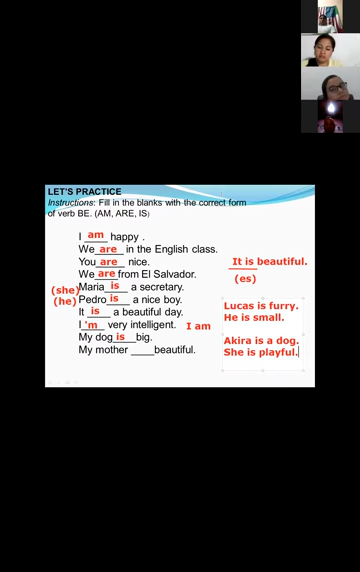 LET'S PRACTICE
Instructions: Fill in the blanks with the correct form
of verb BE. (AM, ARE, IS)
I am happy .
We are in the English class.
You are nice.
We are from El Salvador.
(she) Maria is a secretary.
(he) Pedro is a nice boy.
It is a beautiful day.
I 'm very intelligent. I am
My dog is big.
My mother ____beautiful.
It is beautiful.
(es)
Lucas is furry.
He is small.
Akira is a dog.
She is playful.